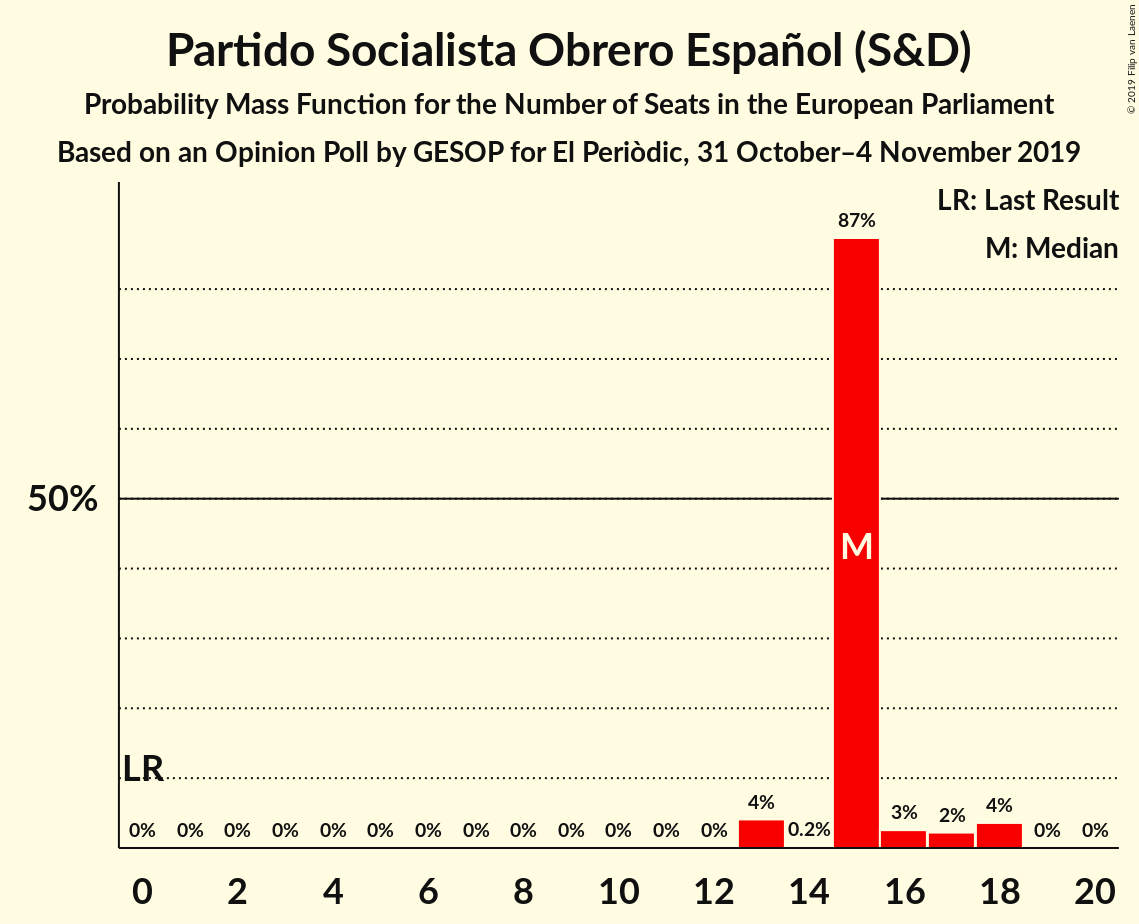 Partido Socialista Obrero Español (S&D)
Probability Mass Function for the Number of Seats in the European Parliament
Based on an Opinion Poll by GESOP for El Periòdic, 31 October–4 November 2019
© 2019 Filip van Laenen
LR: Last Result
M: Median
87%
50%
M
LR
0% 0% 0% 0% 0% 0% 0% 0% 0% 0% 0% 0% 0% 4% 0.2% 3% 2% 4% 0% 0%
0 2 4 6 8 10 12 14 16 18 20